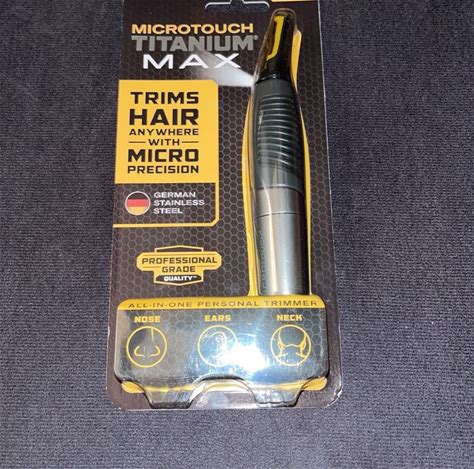 MICROTOUCH
TITANIUM®
MAX
TRIMS
HAIR
ANYWHERE
WITH
MICRO
PRECISION
GERMAN
STAINLESS
STEEL
PROFESSIONAL
GRADE
QUALITY™
ALL-IN-ONE PERSONAL TRIMMER
NOSE EARS NECK